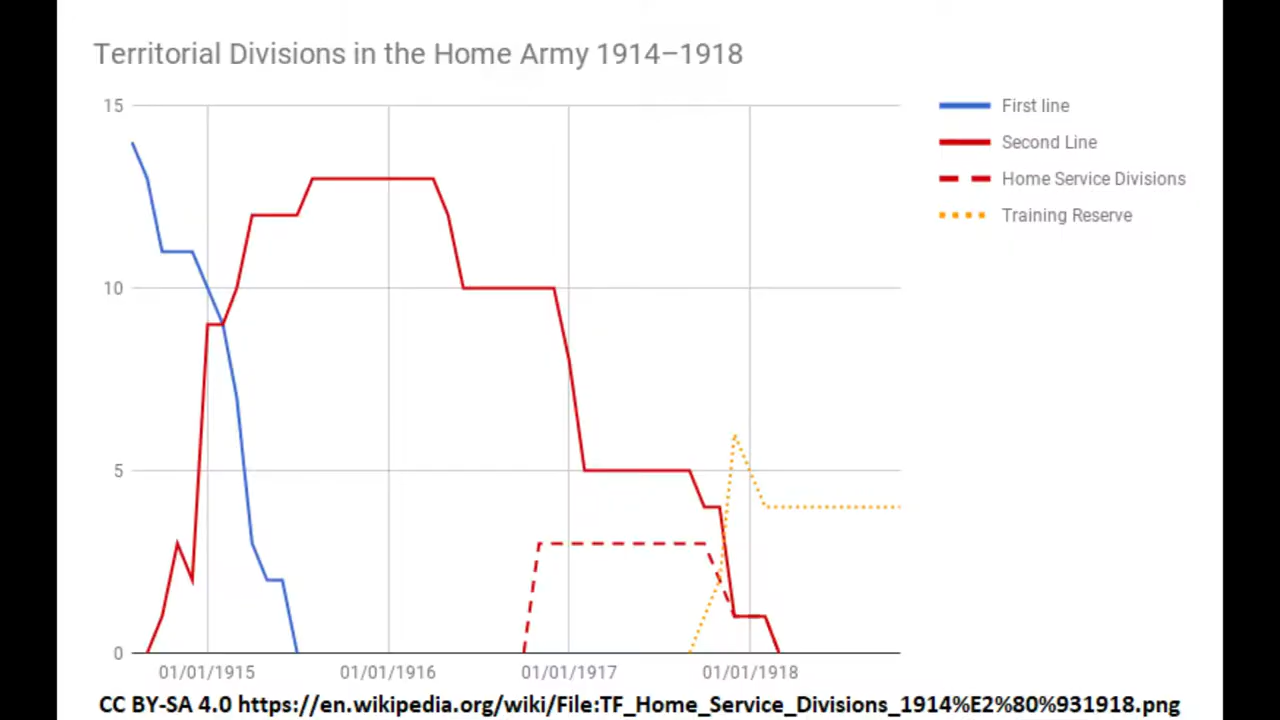 Territorial Divisions in the Home Army 1914–1918
15
10
5
0
01/01/1915 01/01/1916 01/01/1917 01/01/1918
First line
Second Line
Home Service Divisions
Training Reserve
CC BY-SA 4.0 https://en.wikipedia.org/wiki/File:TF_Home_Service_Divisions_1914%E2%80%931918.png